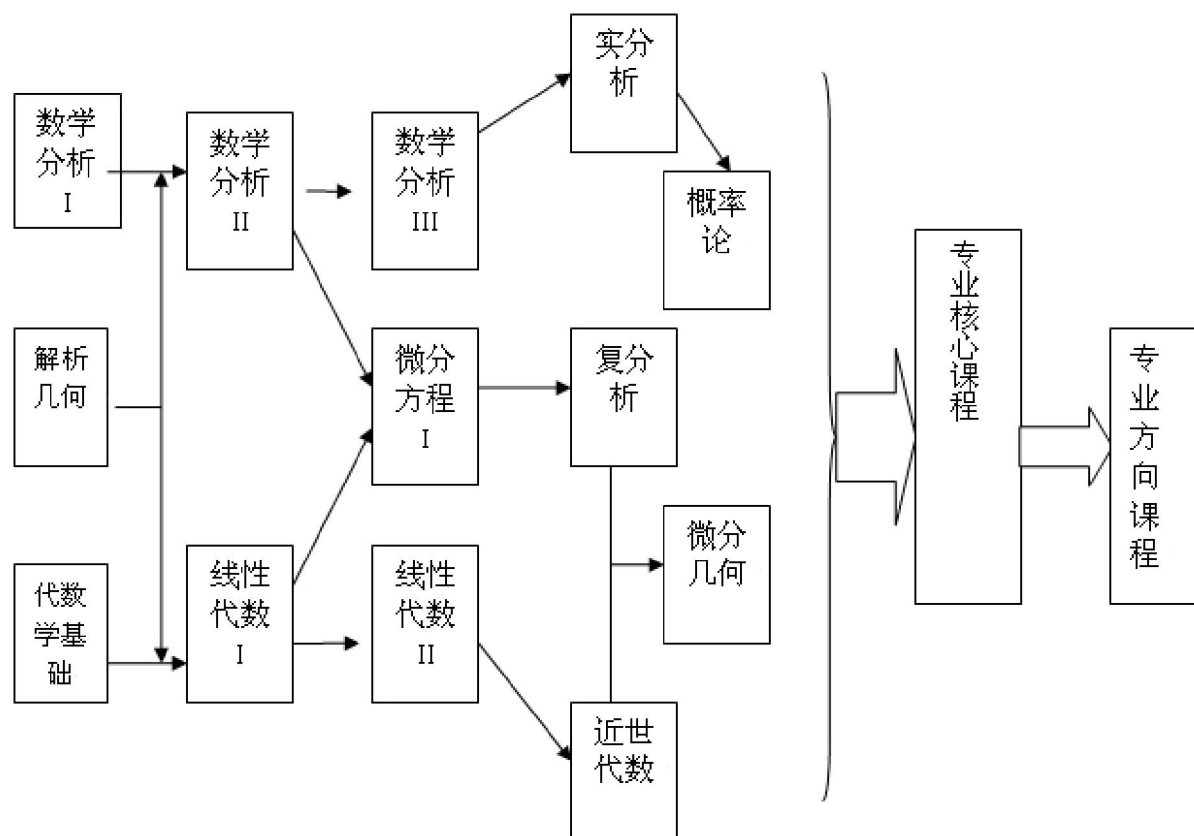 数学
分析
I
解析
几何
代数
学基
础
数学
分析
II
线性
代数
I
数学
分析
III
微分
方程
I
线性
代数
II
实分
析
概率
论
复分
析
微分
几何
近世
代数
专业核心课程
专业方向课程